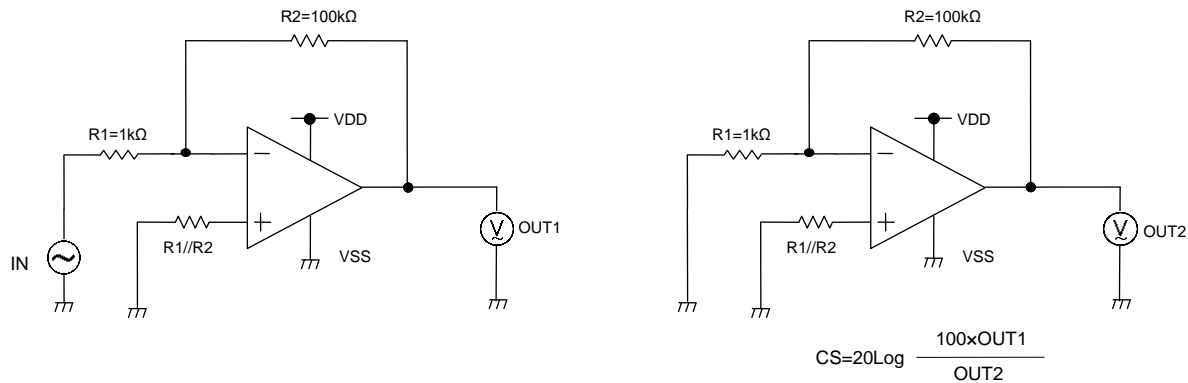 R2=100kΩ
VDD
R1=1kΩ
R1//R2
VSS
OUT1
IN
V
R2=100kΩ
VDD
R1=1kΩ
R1//R2
VSS
OUT2
V
CS=20Log 100×OUT1
OUT2